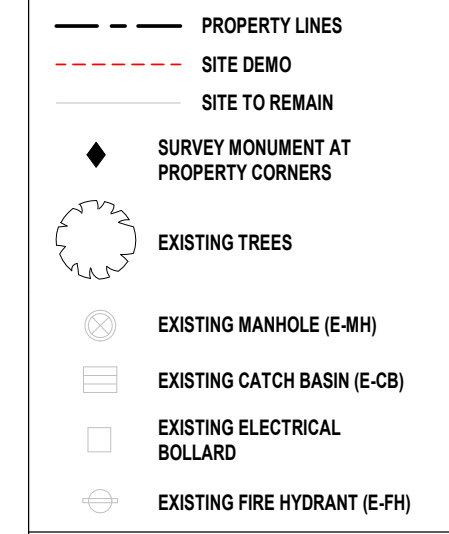 PROPERTY LINES
SITE DEMO
SITE TO REMAIN
SURVEY MONUMENT AT
PROPERTY CORNERS
EXISTING TREES
EXISTING MANHOLE (E-MH)
EXISTING CATCH BASIN (E-CB)
EXISTING ELECTRICAL
BOLLARD
EXISTING FIRE HYDRANT (E-FH)